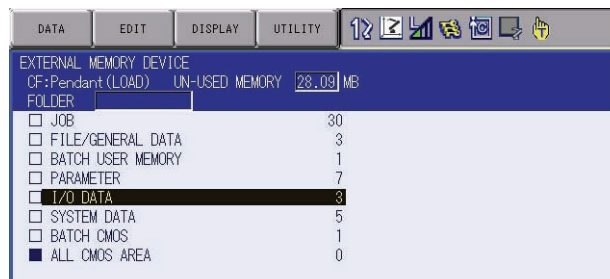 DATA EDIT DISPLAY UTILITY
EXTERNAL MEMORY DEVICE
CF:Pendant(LOAD) UN-USED MEMORY 28.09 MB
FOLDER
JOB 30
FILE/GENERAL DATA 3
BATCH USER MEMORY 1
PARAMETER 7
I/O DATA 3
SYSTEM DATA 5
BATCH CMOS 1
ALL CMOS AREA 0